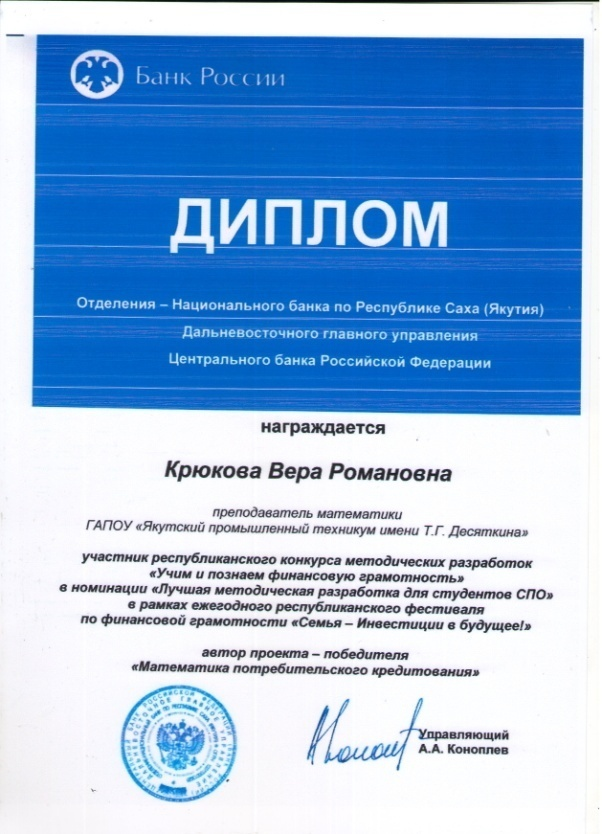 Банк России
ДИПЛОМ
Отделения – Национального банка по Республике Саха (Якутия)
Дальневосточного главного управления
Центрального банка Российской Федерации
награждается
Крюкова Вера Романовна
преподаватель математики
ГАПОУ «Якутский промышленный техникум имени Т.Г. Десяткина»
участник республиканского конкурса методических разработок
«Учим и познаем финансовую грамотность»
в номинации «Лучшая методическая разработка для студентов СПО»
в рамках ежегодного республиканского фестиваля
по финансовой грамотности «Семья – Инвестиции в будущее!»
автор проекта – победителя
«Математика потребительского кредитования»
Управляющий
А.А. Коноплев